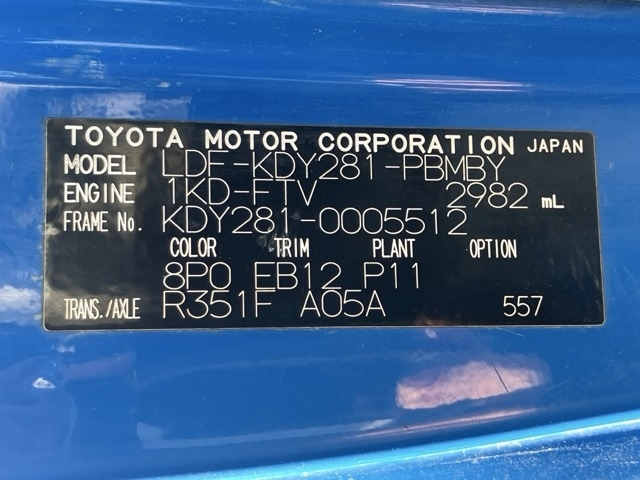 TOYOTA MOTOR CORPORATION JAPAN
MODEL LDF-KDY281-PBMBY
ENGINE 1KD-FTV 2982 mL
FRAME No. KDY281-0005512
COLOR TRIM PLANT OPTION
8P0 EB12 P11
TRANS./AXLE R351F A05A 557